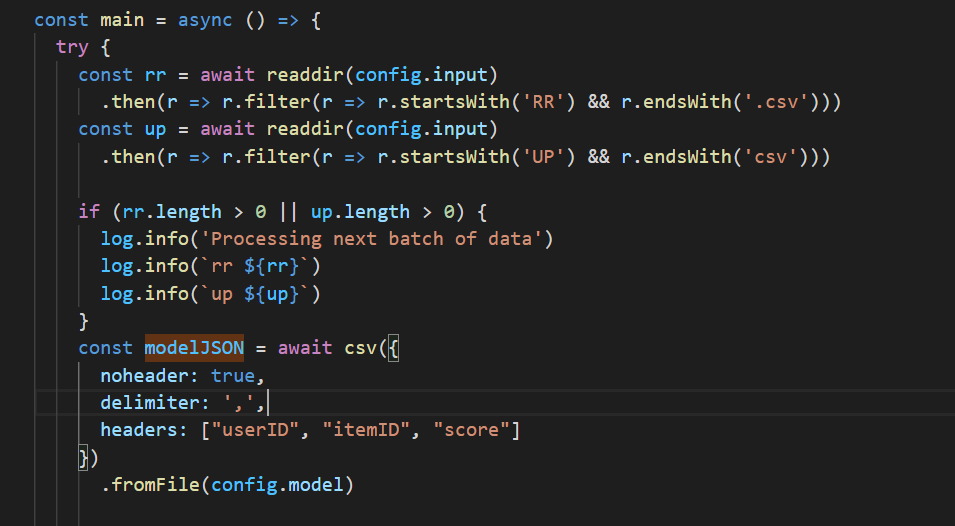 const main = async () => {
  try {
    const rr = await readdir(config.input)
      .then(r => r.filter(r => r.startsWith('RR') && r.endsWith('.csv')))
    const up = await readdir(config.input)
      .then(r => r.filter(r => r.startsWith('UP') && r.endsWith('csv')))

    if (rr.length > 0 || up.length > 0) {
      log.info('Processing next batch of data')
      log.info(`rr ${rr}`)
      log.info(`up ${up}`)
    }
    const modelJSON = await csv({
      noheader: true,
      delimiter: ',',
      headers: ["userID", "itemID", "score"]
    })
      .fromFile(config.model)